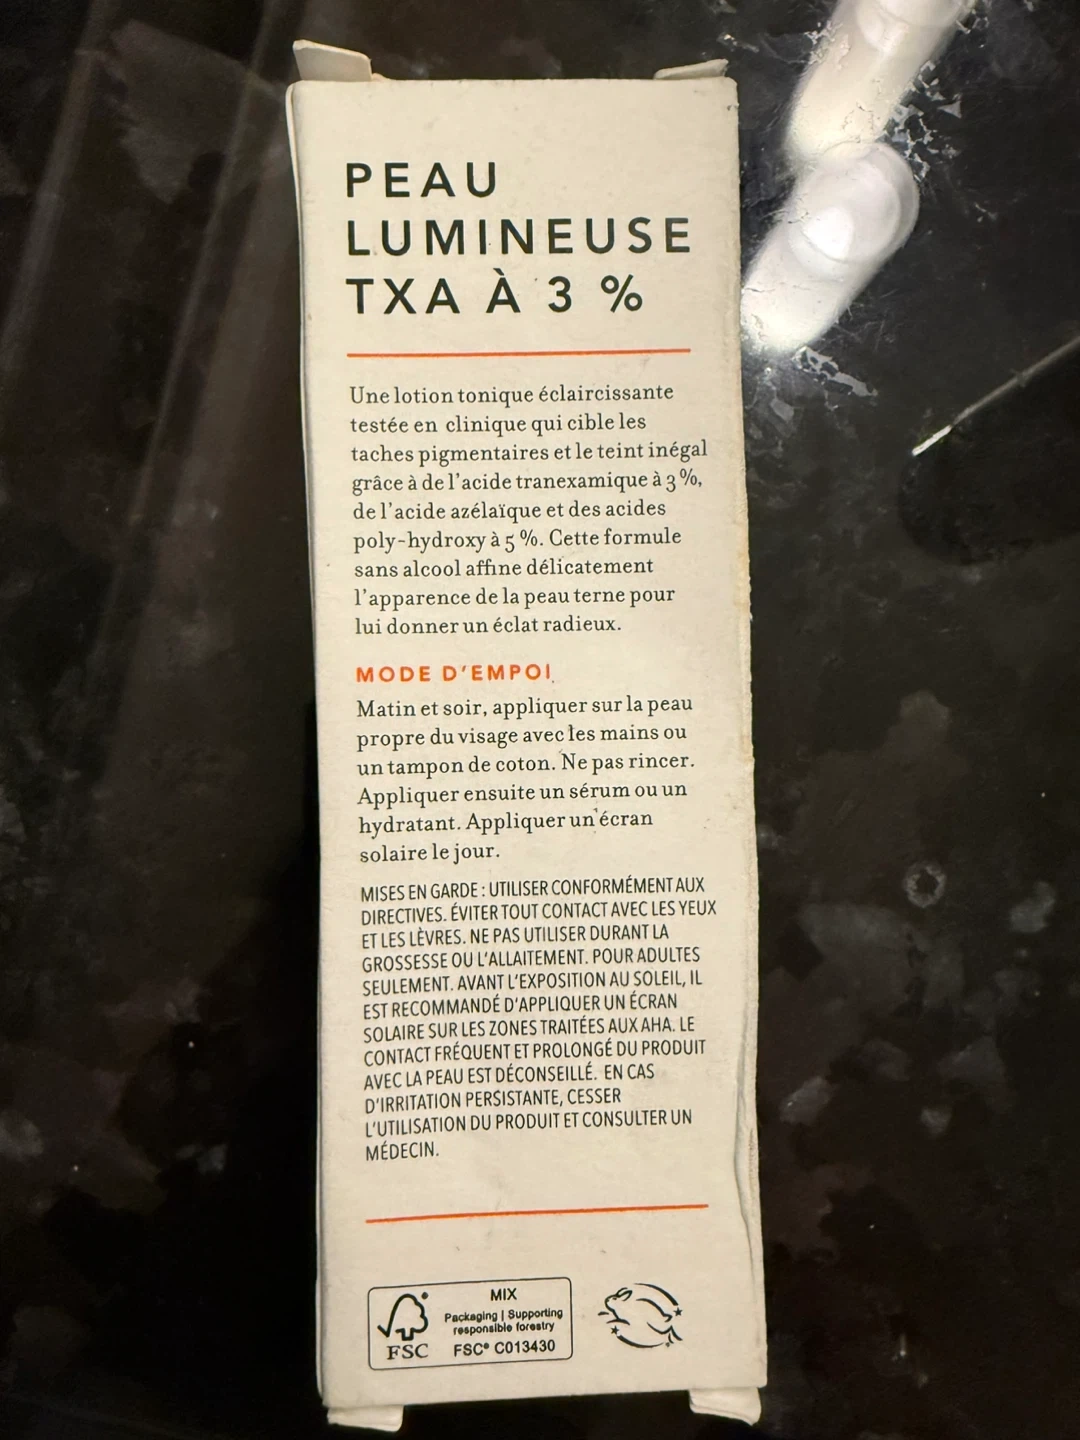 PEAU
LUMINEUSE
TXA À 3 %
Une lotion tonique éclaircissante
testée en clinique qui cible les
taches pigmentaires et le teint inégal
grâce à de l'acide tranexamique à 3 %,
de l'acide azélaïque et des acides
poly-hydroxy à 5 %. Cette formule
sans alcool affine délicatement
l'apparence de la peau terne pour
lui donner un éclat radieux.
MODE D'EMPOI
Matin et soir, appliquer sur la peau
propre du visage avec les mains ou
un tampon de coton. Ne pas rincer.
Appliquer ensuite un sérum ou un
hydratant. Appliquer un écran
solaire le jour.
MISES EN GARDE : UTILISER CONFORMÉMENT AUX
DIRECTIVES. ÉVITER TOUT CONTACT AVEC LES YEUX
ET LES LÈVRES. NE PAS UTILISER DURANT LA
GROSSESSE OU L'ALLAITEMENT. POUR ADULTES
SEULEMENT. AVANT L'EXPOSITION AU SOLEIL, IL
EST RECOMMANDÉ D'APPLIQUER UN ÉCRAN
SOLAIRE SUR LES ZONES TRAITÉES AUX AHA. LE
CONTACT FRÉQUENT ET PROLONGÉ DU PRODUIT
AVEC LA PEAU EST DÉCONSEILLÉ. EN CAS
D'IRRITATION PERSISTANTE, CESSER
L'UTILISATION DU PRODUIT ET CONSULTER UN
MÉDECIN.
MIX
Packaging | Supporting
responsible forestry
FSC FSC® C013430